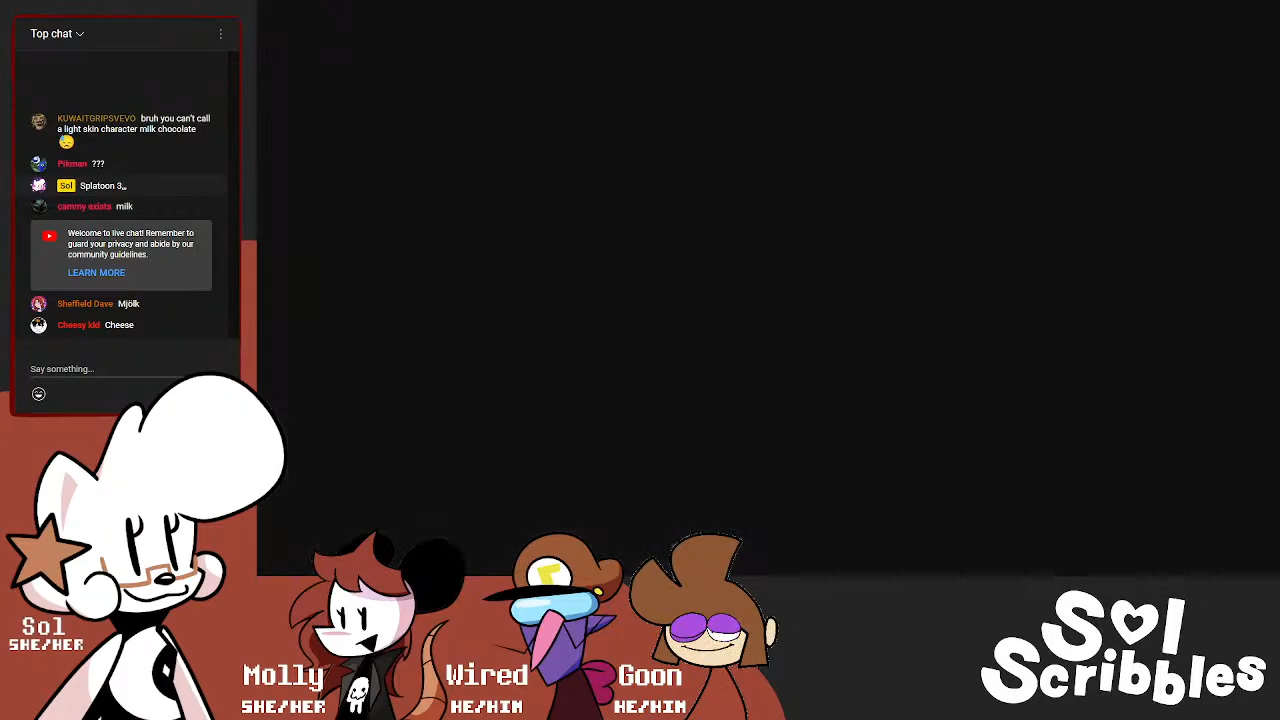 Top chat
KUWAITGRIPSVEVO bruh you can't call
a light skin character milk chocolate
😓
Pikman ???
Sol Splatoon 3,,
cammy exists milk
Welcome to live chat! Remember to
guard your privacy and abide by our
community guidelines.
LEARN MORE
Sheffield Dave Mjölk
Cheesy kId Cheese
Say something...
Sol
SHE/HER
Molly
SHE/HER
Wired
HE/HIM
Goon
HE/HIM
Sol
Scribbles